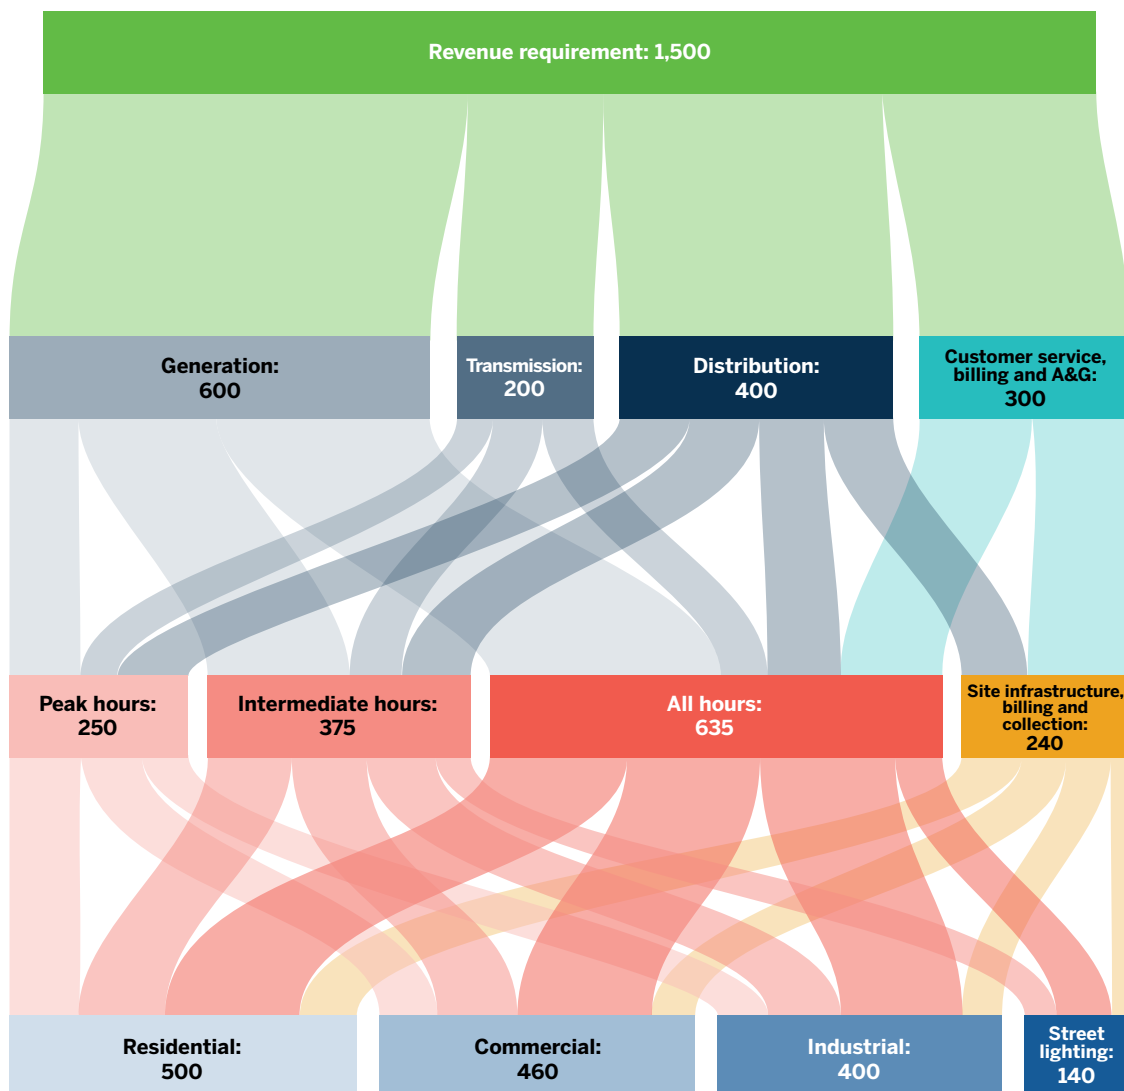 Revenue requirement: 1,500
Generation:
600
Transmission:
200
Distribution:
400
Customer service,
billing and A&G:
300
Peak hours:
250
Intermediate hours:
375
All hours:
635
Site infrastructure,
billing and
collection:
240
Residential:
500
Commercial:
460
Industrial:
400
Street
lighting:
140